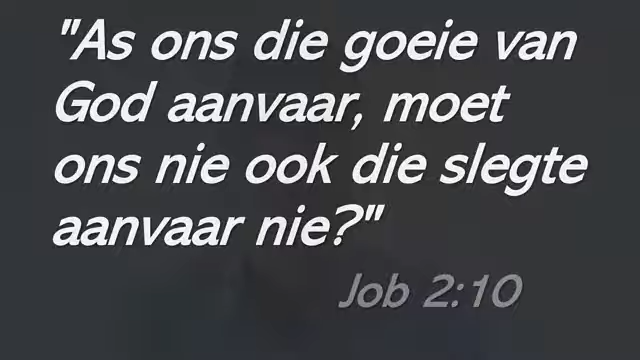 "As ons die goeie van
God aanvaar, moet
ons nie ook die slegte
aanvaar nie?"
Job 2:10